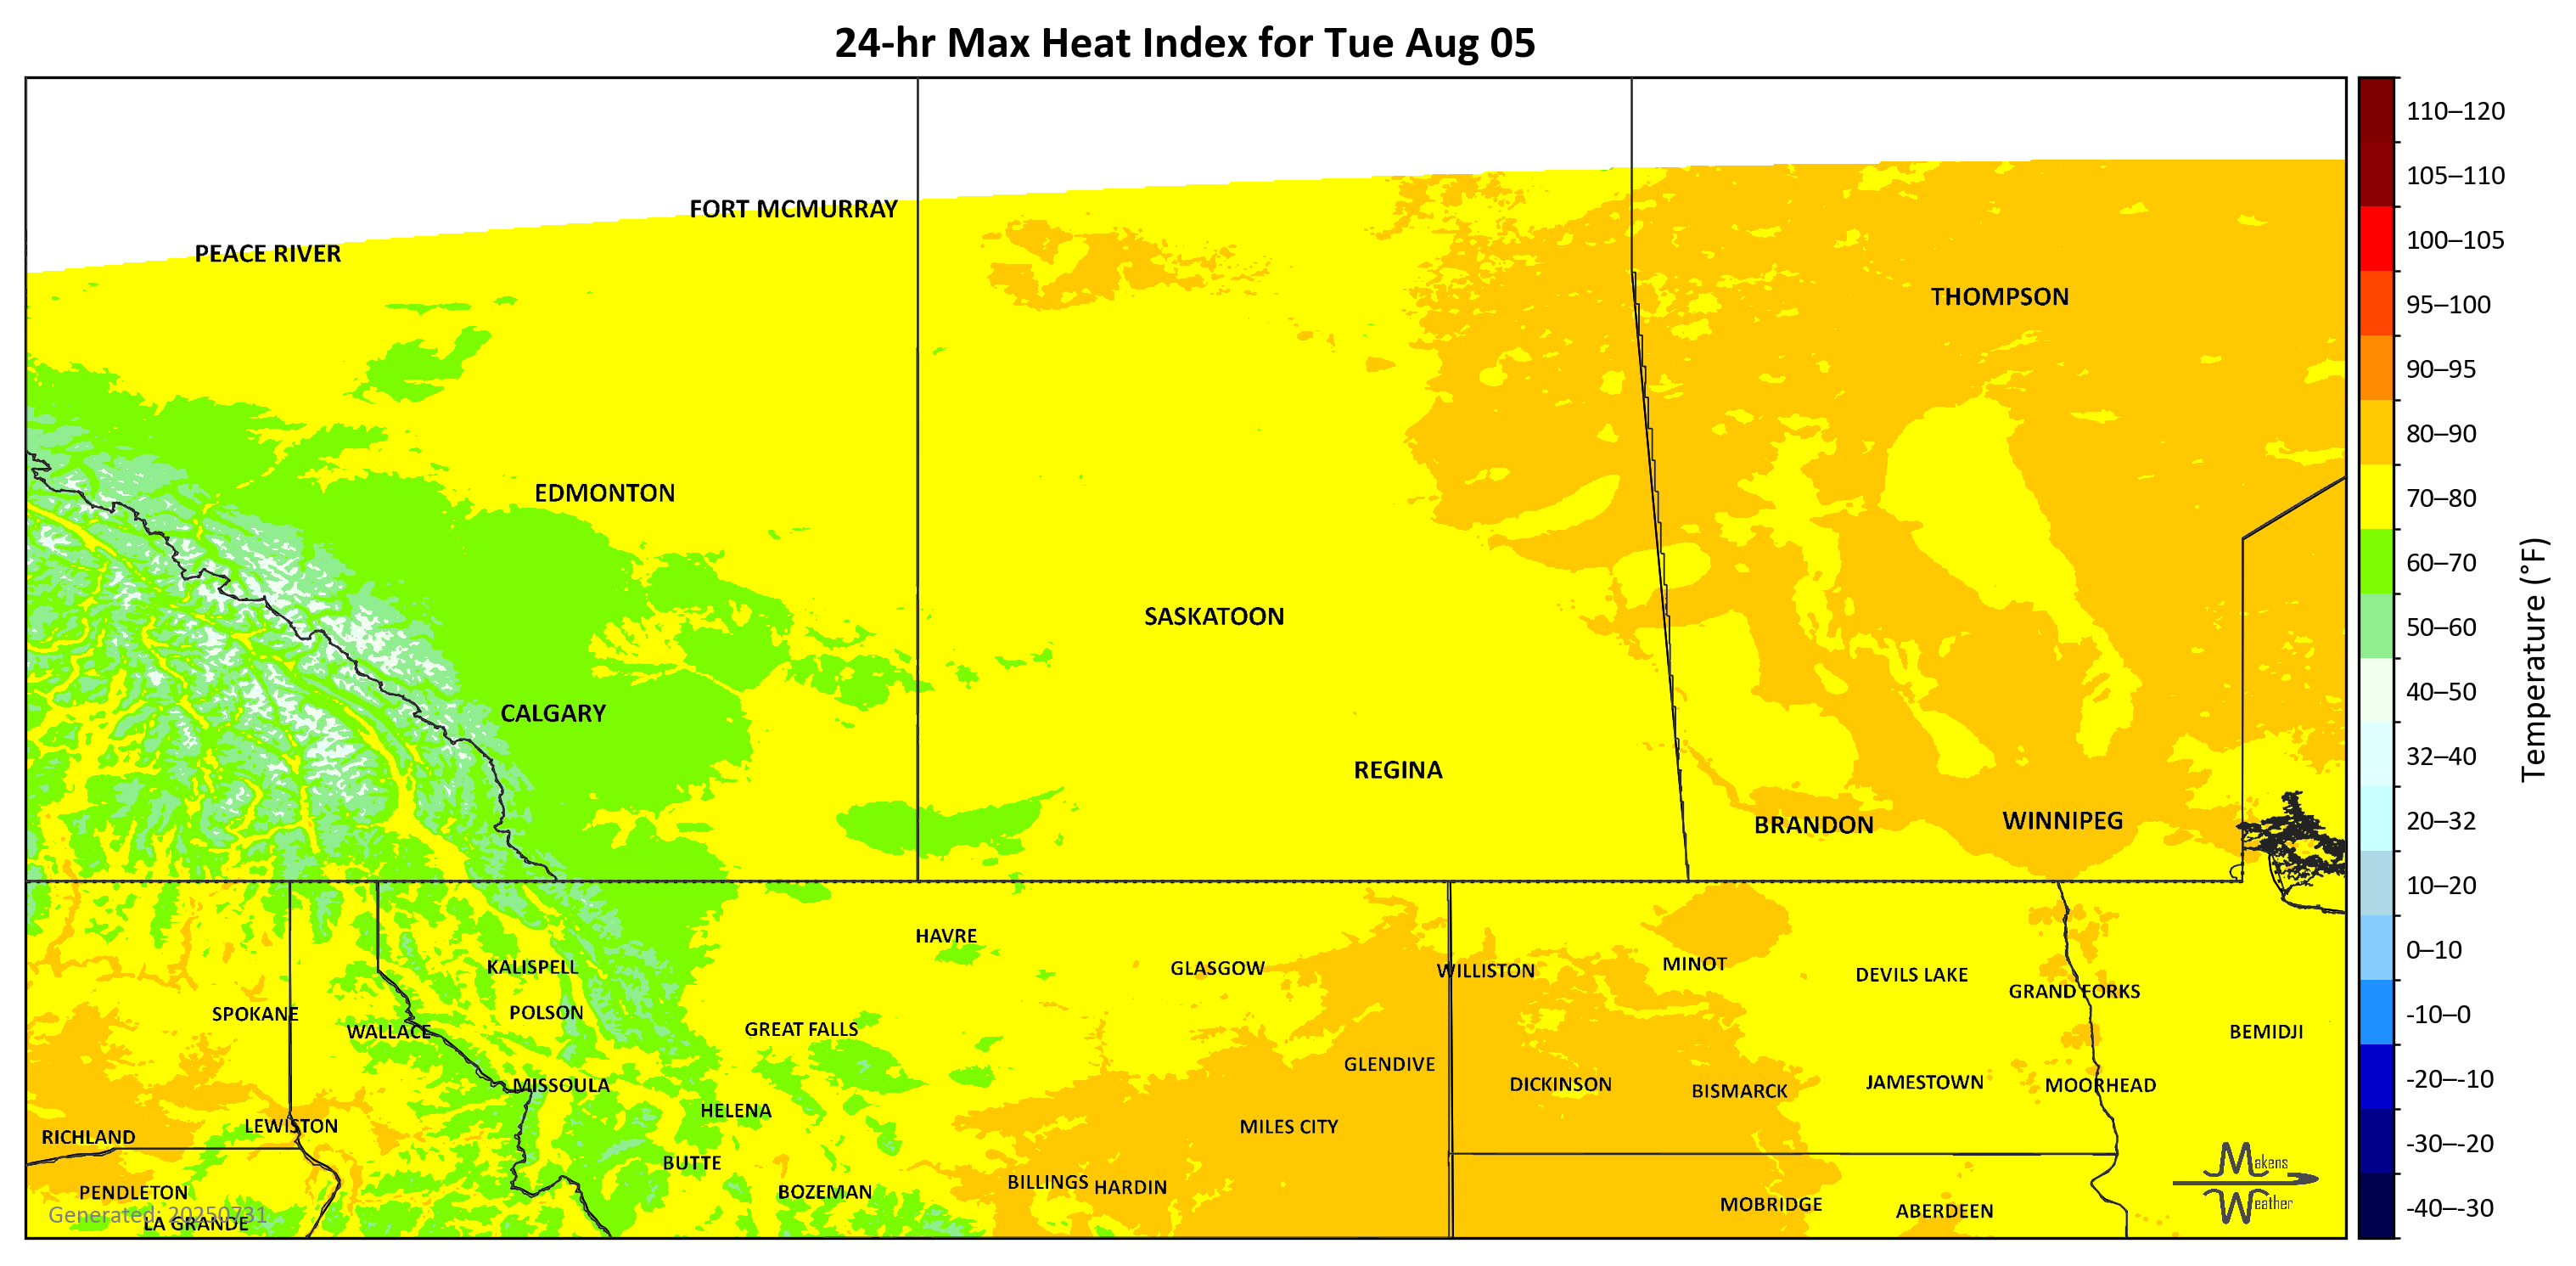 24-hr Max Heat Index for Tue Aug 05
110–120
105–110
100–105
95–100
90–95
80–90
70–80
60–70
50–60
40–50
32–40
20–32
10–20
0–10
-10–0
-20–-10
-30–-20
-40–-30
Temperature (°F)
FORT MCMURRAY
PEACE RIVER
THOMPSON
EDMONTON
SASKATOON
CALGARY
REGINA
BRANDON
WINNIPEG
HAVRE
KALISPELL
GLASGOW
WILLISTON
MINOT
DEVILS LAKE
GRAND FORKS
SPOKANE
POLSON
WALLACE
GREAT FALLS
BEMIDJI
GLENDIVE
MISSOULA
DICKINSON
BISMARCK
JAMESTOWN
MOORHEAD
HELENA
LEWISTON
MILES CITY
RICHLAND
BUTTE
BILLINGS
HARDIN
PENDLETON
BOZEMAN
MOBRIDGE
ABERDEEN
LA GRANDE
Generated: 20250731
Makens
Weather